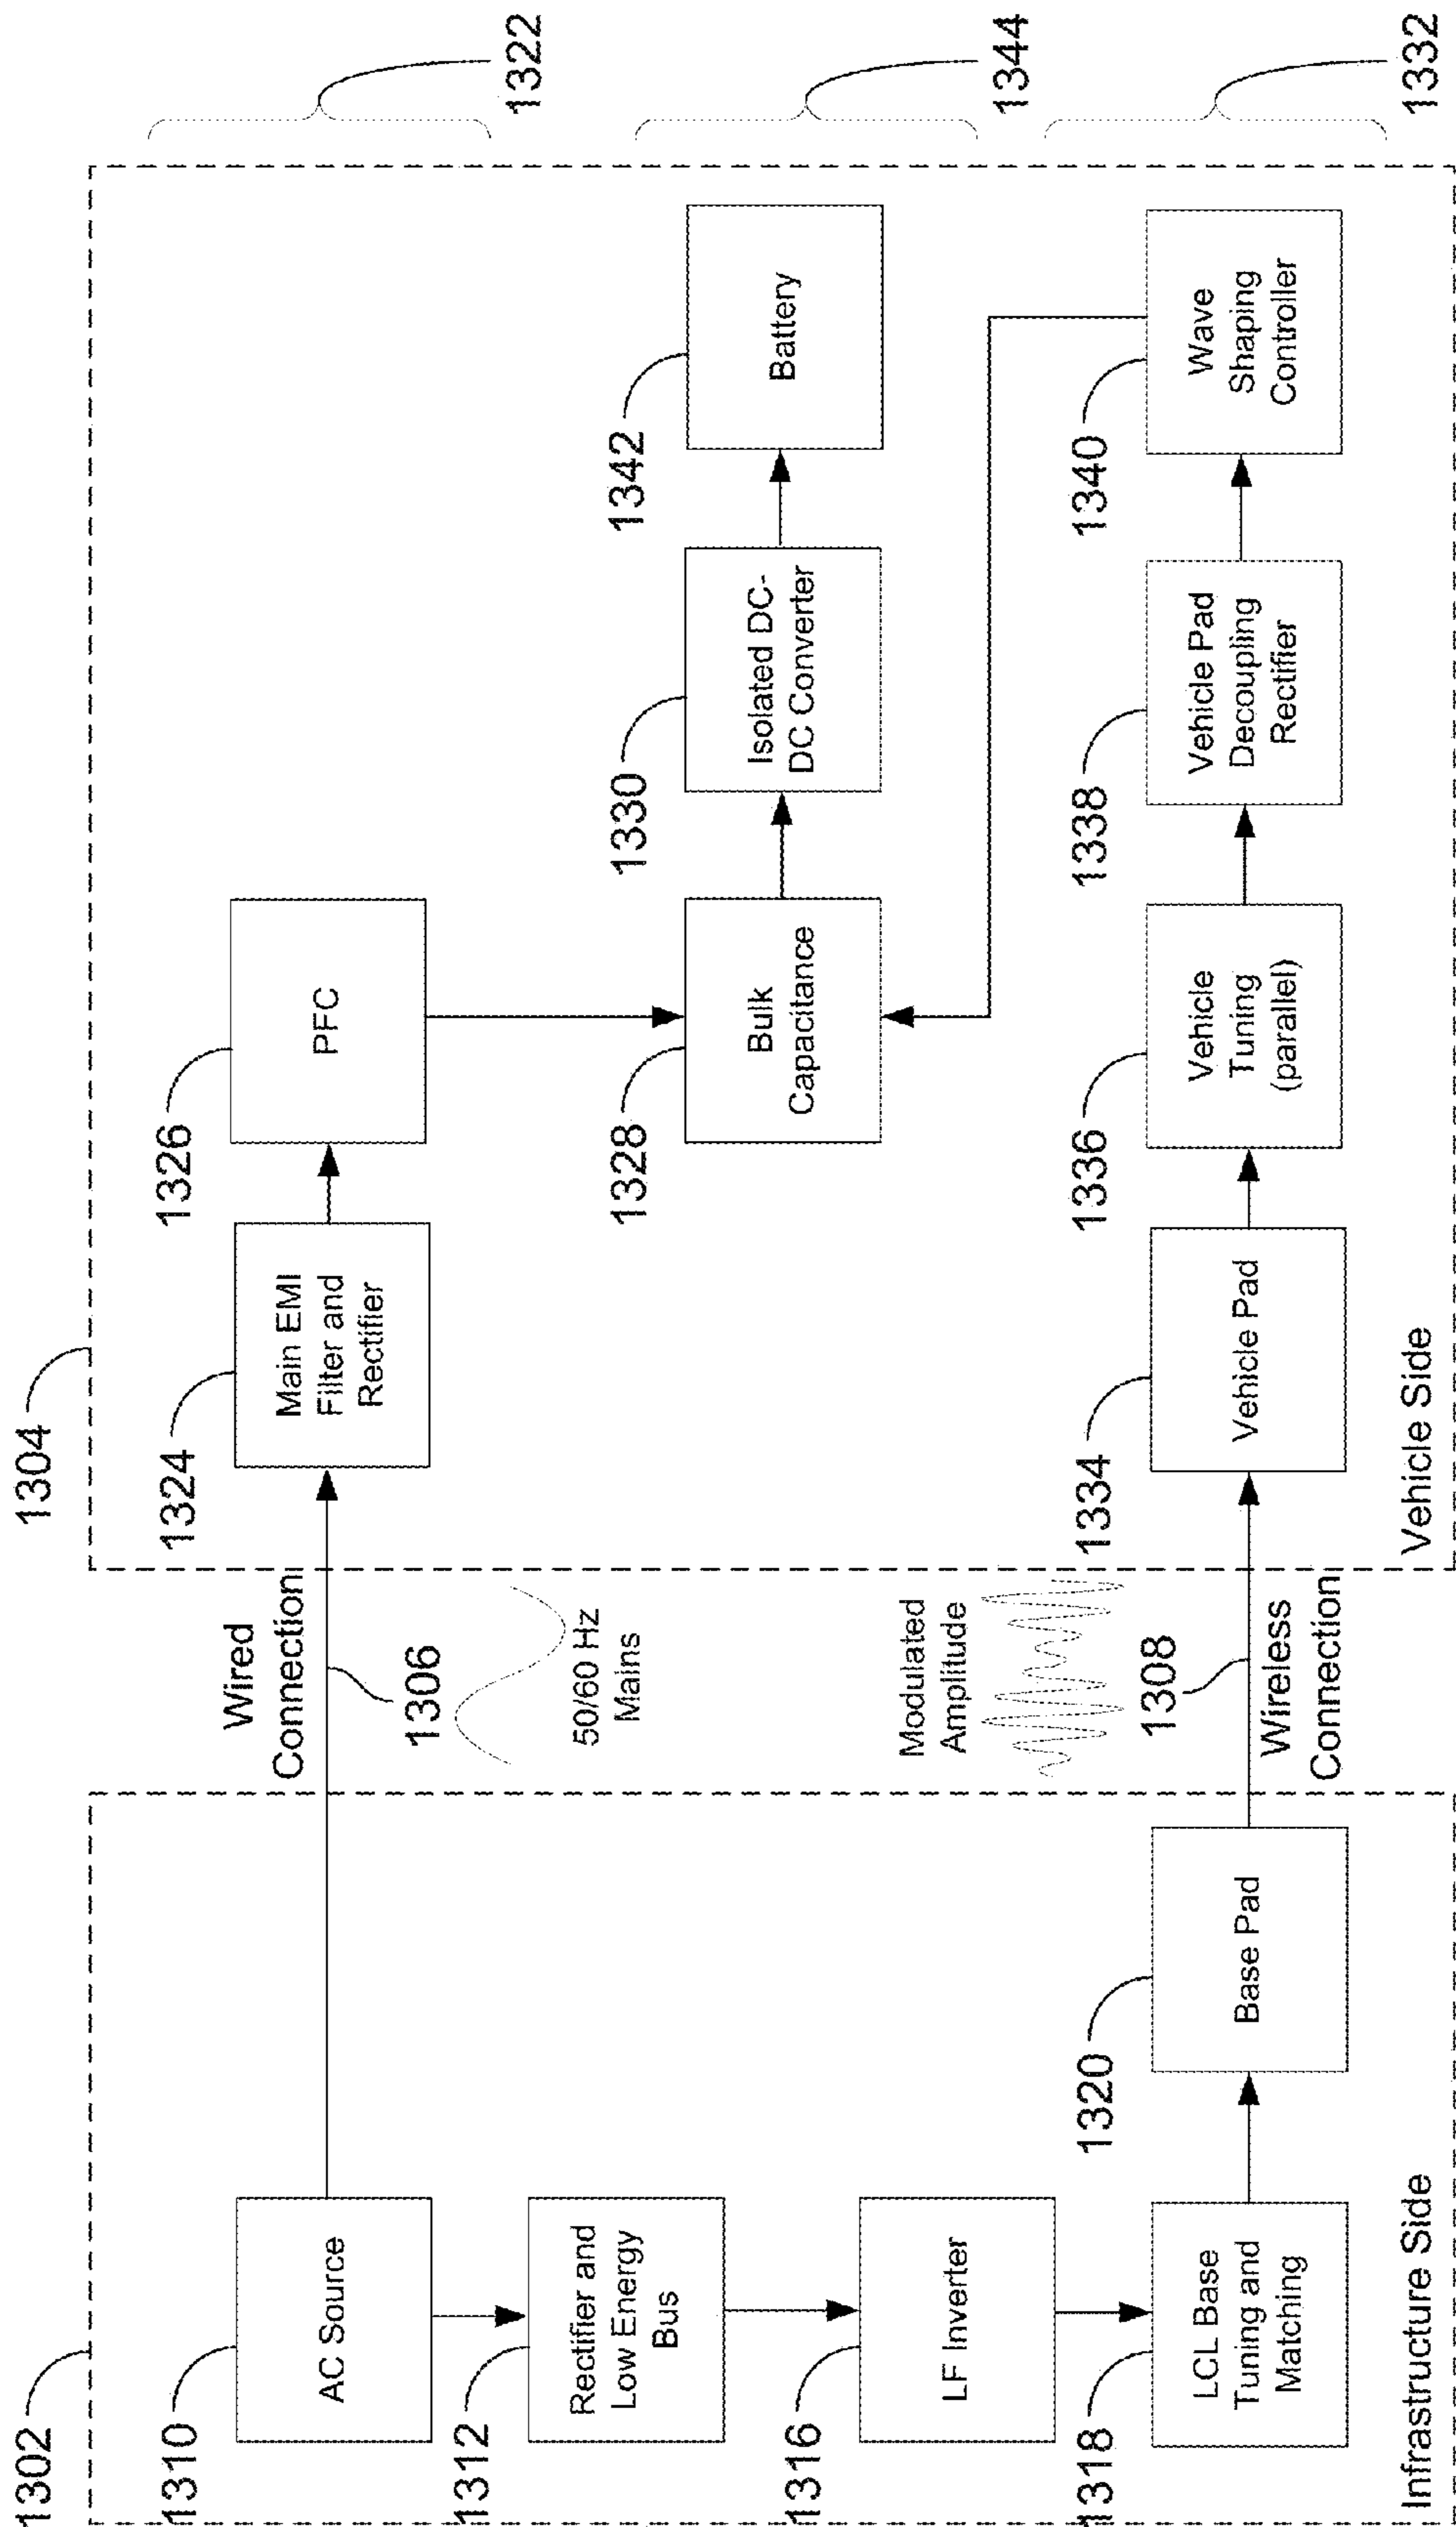 1302
1304
1310
AC Source
1312
Rectifier and
Low Energy
Bus
1316
LF Inverter
1318
LCL Base
Tuning and
Matching
1320
Base Pad
Infrastructure Side
Wired
Connection
1306
50/60 Hz
Mains
Modulated
Amplitude
1308
Wireless
Connection
1324
Main EMI
Filter and
Rectifier
1326
PFC
1322
1328
Bulk
Capacitance
1330
Isolated DC-
DC Converter
1342
Battery
1344
1334
Vehicle Pad
1336
Vehicle
Tuning
(parallel)
1338
Vehicle Pad
Decoupling
Rectifier
1340
Wave
Shaping
Controller
1332
Vehicle Side